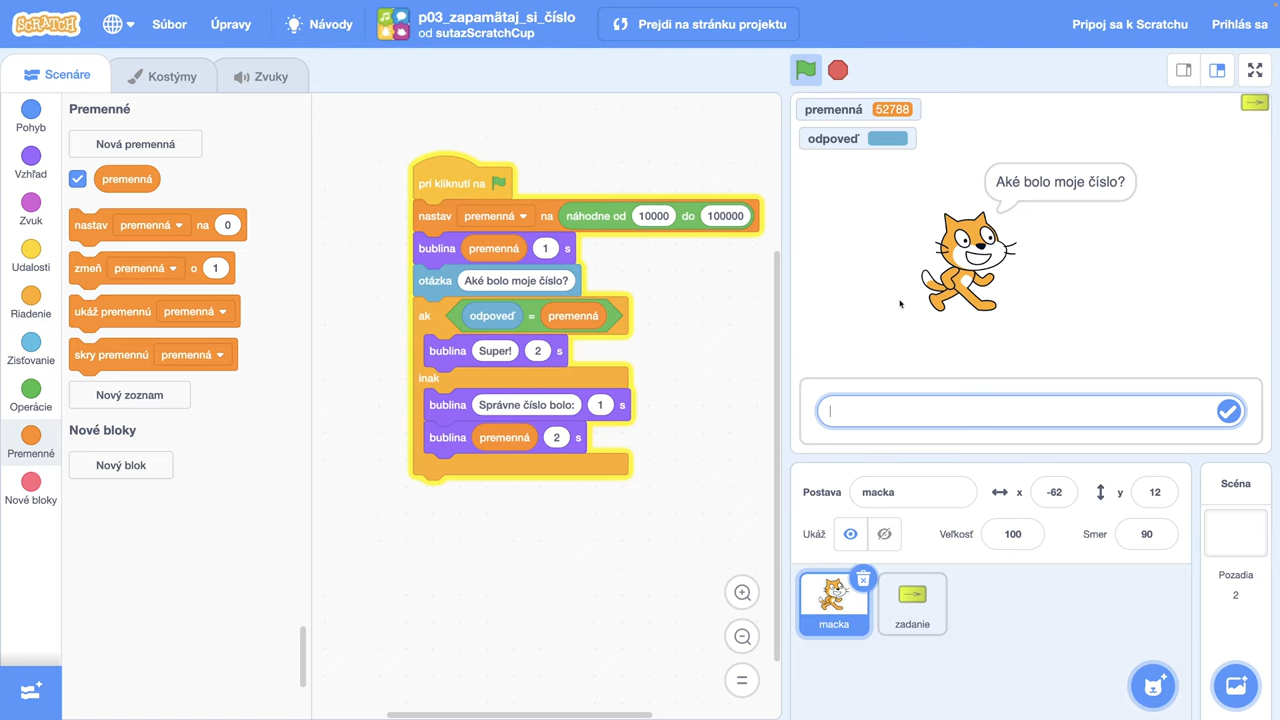 SCRATCH
Súbor
Úpravy
Návody
p03_zapamätaj_si_číslo
od sutazScratchCup
Prejdi na stránku projektu
Pripoj sa k Scratchu
Prihlás sa
Scenáre
Kostýmy
Zvuky
Pohyb
Vzhľad
Zvuk
Udalosti
Riadenie
Zisťovanie
Operácie
Premenné
Nové bloky
Premenné
Nová premenná
premenná
nastav premenná na 0
zmeň premenná o 1
ukáž premennú premenná
skry premennú premenná
Nový zoznam
Nové bloky
Nový blok
pri kliknutí na
nastav premenná na náhodne od 10000 do 100000
bublina premenná 1 s
otázka Aké bolo moje číslo?
ak odpoveď = premenná
bublina Super! 2 s
inak
bublina Správne číslo bolo: 1 s
bublina premenná 2 s
premenná 52788
odpoveď
Aké bolo moje číslo?
Postava macka x -62 y 12
Ukáž Veľkosť 100 Smer 90
macka
zadanie
Scéna
Pozadia
2